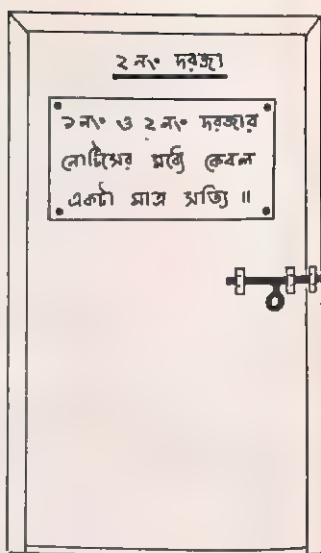 ২ নং দরজা
১ নং ও ২ নং দরজার
নোটিসের মধ্যে কেবল
একটা মাত্র সত্যি ॥